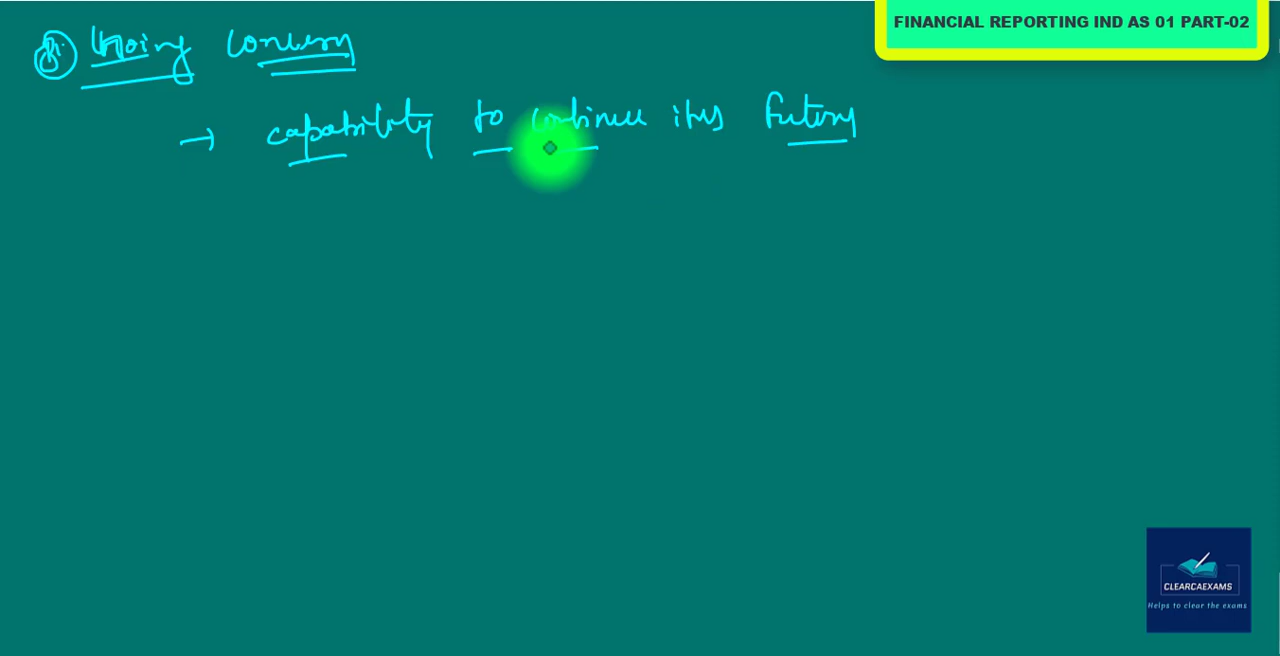 FINANCIAL REPORTING IND AS 01 PART-02
Going Concern
→ capability to continue its future
CLEARCAEXAMS
Helps to clear the exams